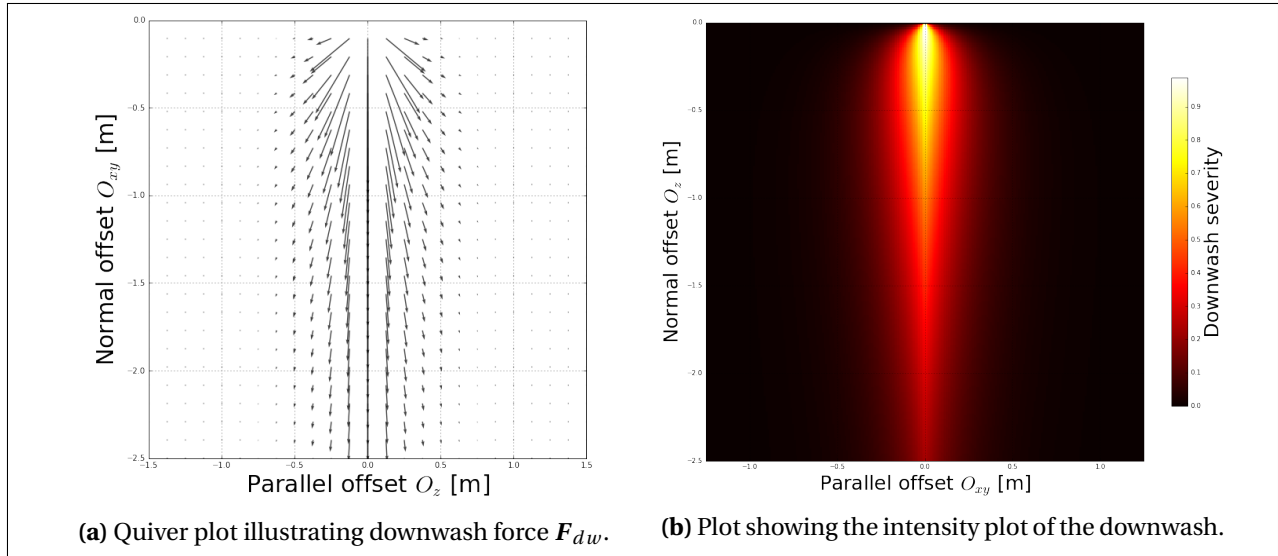 0.0
−0.5
−1.0
−1.5
−2.0
−2.5
Normal offset O_xy [m]
−1.5 −1.0 −0.5 0.0 0.5 1.0 1.5
Parallel offset O_z [m]
(a) Quiver plot illustrating downwash force F_dw.
0.0
−0.5
−1.0
−1.5
−2.0
−2.5
Normal offset O_z [m]
−1.0 −0.5 0.0 0.5 1.0
Parallel offset O_xy [m]
0.9
0.8
0.7
0.6
0.5
0.4
0.3
0.2
0.1
0.0
Downwash severity
(b) Plot showing the intensity plot of the downwash.